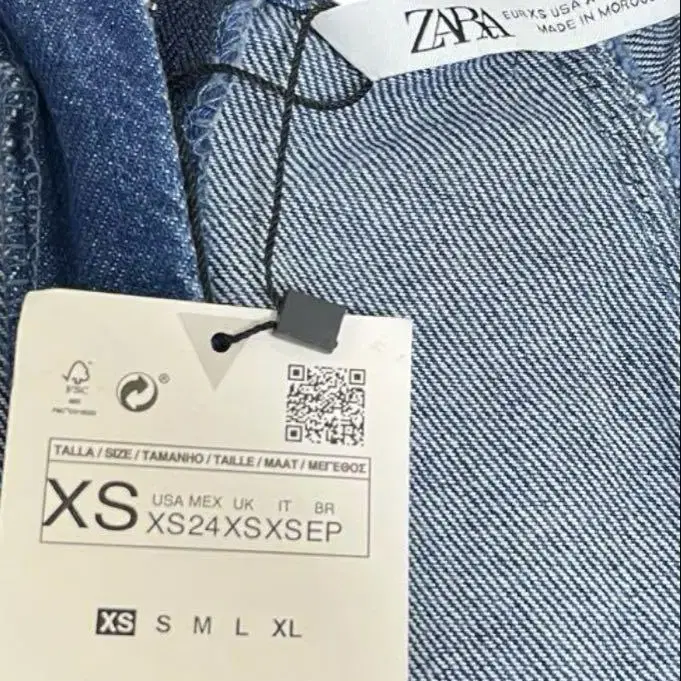 ZARA
EUR XS USA
MADE IN
FSC
®
TALLA / SIZE / TAMANHO / TAILLE / MAAT / ΜΕΓΕΘΟΣ
XS
USA MEX UK IT BR
XS 24 XS XS EP
XS S M L XL